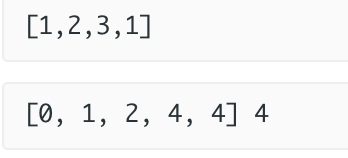 [1,2,3,1]
[0, 1, 2, 4, 4] 4